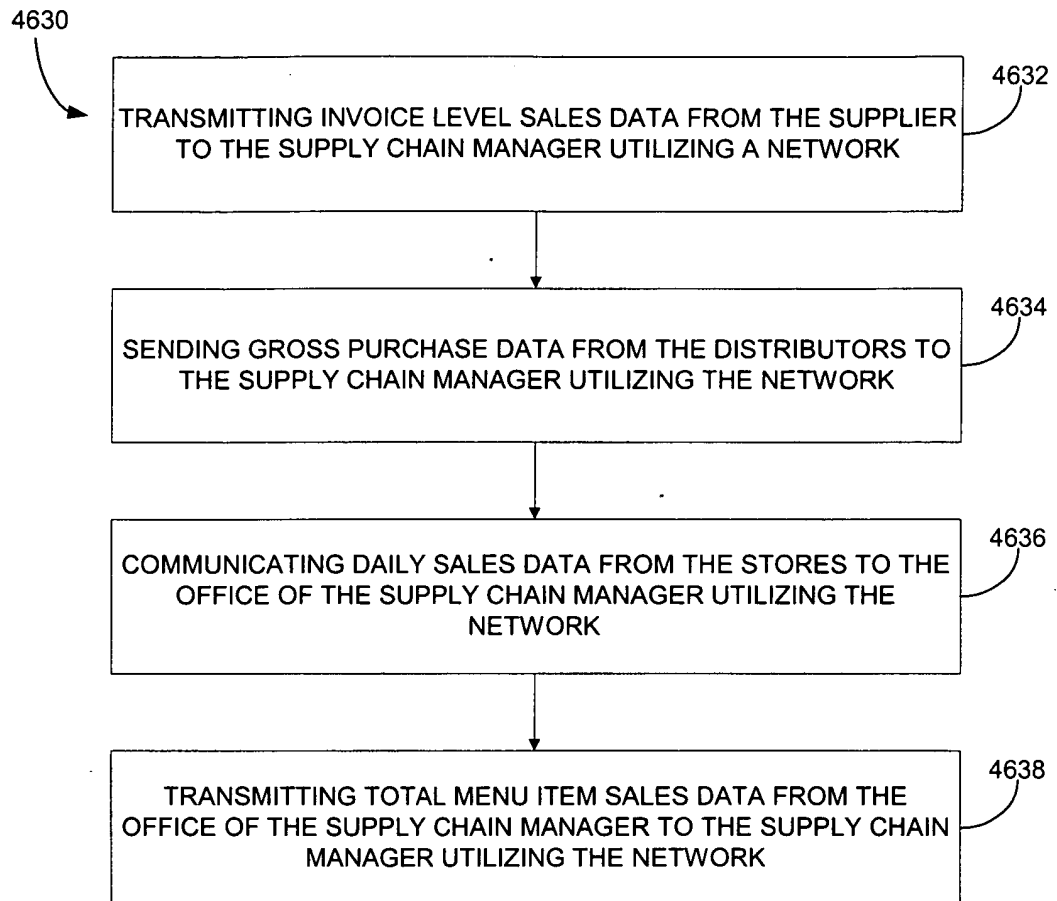 4630
4632
TRANSMITTING INVOICE LEVEL SALES DATA FROM THE SUPPLIER
TO THE SUPPLY CHAIN MANAGER UTILIZING A NETWORK
4634
SENDING GROSS PURCHASE DATA FROM THE DISTRIBUTORS TO
THE SUPPLY CHAIN MANAGER UTILIZING THE NETWORK
4636
COMMUNICATING DAILY SALES DATA FROM THE STORES TO THE
OFFICE OF THE SUPPLY CHAIN MANAGER UTILIZING THE
NETWORK
4638
TRANSMITTING TOTAL MENU ITEM SALES DATA FROM THE
OFFICE OF THE SUPPLY CHAIN MANAGER TO THE SUPPLY CHAIN
MANAGER UTILIZING THE NETWORK